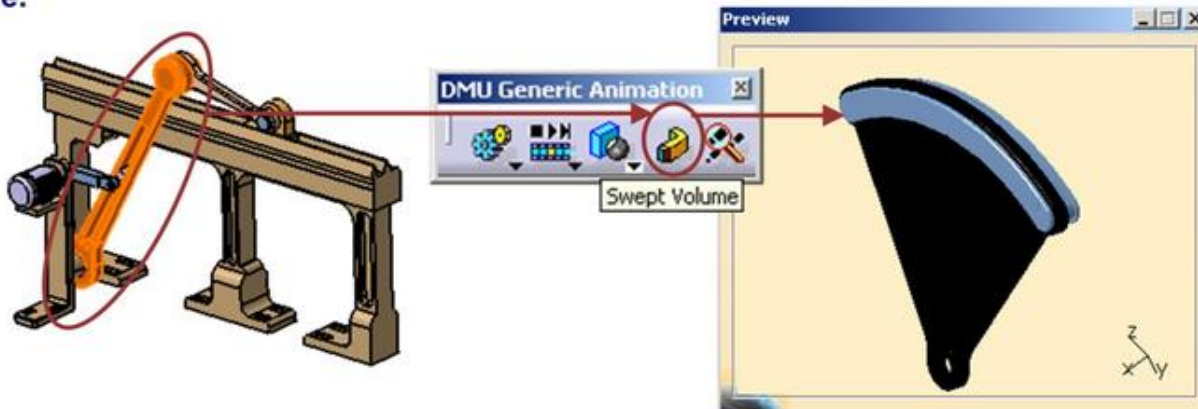 e.
Preview
DMU Generic Animation
Swept Volume
z
x
y